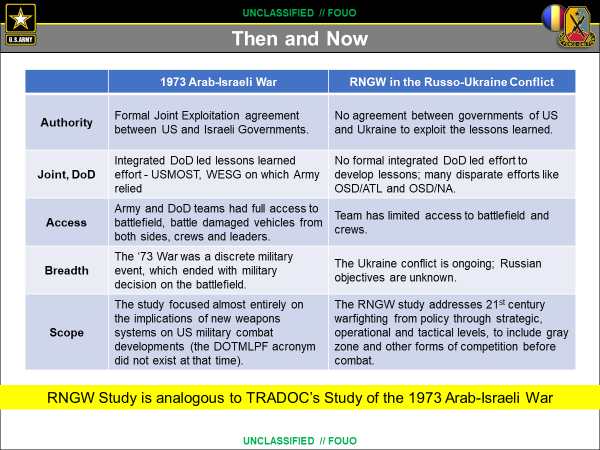 UNCLASSIFIED // FOUO
U.S.ARMY
Then and Now
1973 Arab-Israeli War
RNGW in the Russo-Ukraine Conflict
Authority
Formal Joint Exploitation agreement
between US and Israeli Governments.
No agreement between governments of US
and Ukraine to exploit the lessons learned.
Joint, DoD
Integrated DoD led lessons learned
effort - USMOST, WESG on which Army
relied
No formal integrated DoD led effort to
develop lessons; many disparate efforts like
OSD/ATL and OSD/NA.
Access
Army and DoD teams had full access to
battlefield, battle damaged vehicles from
both sides, crews and leaders.
Team has limited access to battlefield and
crews.
Breadth
The ‘73 War was a discrete military
event, which ended with military
decision on the battlefield.
The Ukraine conflict is ongoing; Russian
objectives are unknown.
Scope
The study focused almost entirely on
the implications of new weapons
systems on US military combat
developments (the DOTMLPF acronym
did not exist at that time).
The RNGW study addresses 21st century
warfighting from policy through strategic,
operational and tactical levels, to include gray
zone and other forms of competition before
combat.
RNGW Study is analogous to TRADOC’s Study of the 1973 Arab-Israeli War
UNCLASSIFIED // FOUO